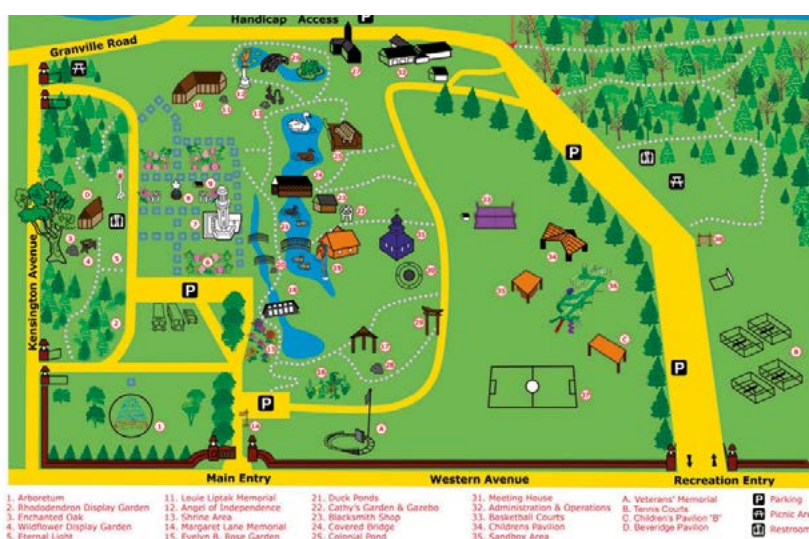 Handicap Access P
Granville Road
Kensington Avenue
P
P
P
P
Main Entry
Western Avenue
Recreation Entry
1. Arboretum
2. Rhododendron Display Garden
3. Enchanted Oak
4. Wildflower Display Garden
5. Eternal Light
11. Louie Liptak Memorial
12. Angel of Independence
13. Shrine Area
14. Margaret Lane Memorial
15. Evelyn B. Rose Garden
21. Duck Ponds
22. Cathy's Garden & Gazebo
23. Blacksmith Shop
24. Covered Bridge
25. Colonial Pond
31. Meeting House
32. Administration & Operations
33. Basketball Courts
34. Childrens Pavilion
35. Sandbox Area
A. Veterans' Memorial
B. Tennis Courts
C. Children's Pavilion "B"
D. Beveridge Pavilion
P Parking
Picnic Are
Restroom